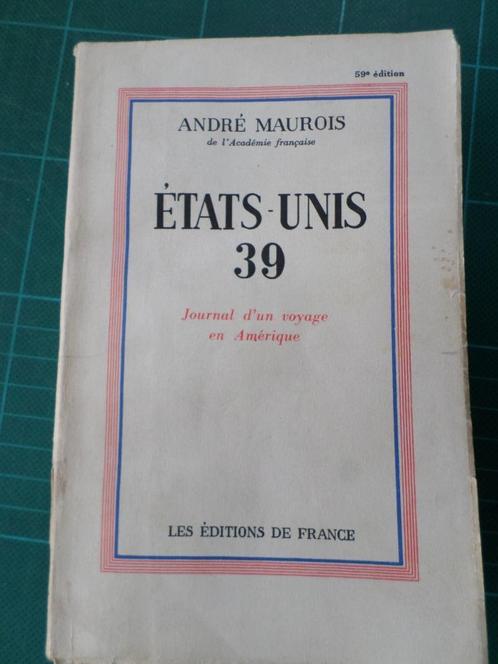 59e édition
ANDRÉ MAUROIS
de l'Académie française
ÉTATS-UNIS
39
Journal d'un voyage
en Amérique
LES ÉDITIONS DE FRANCE